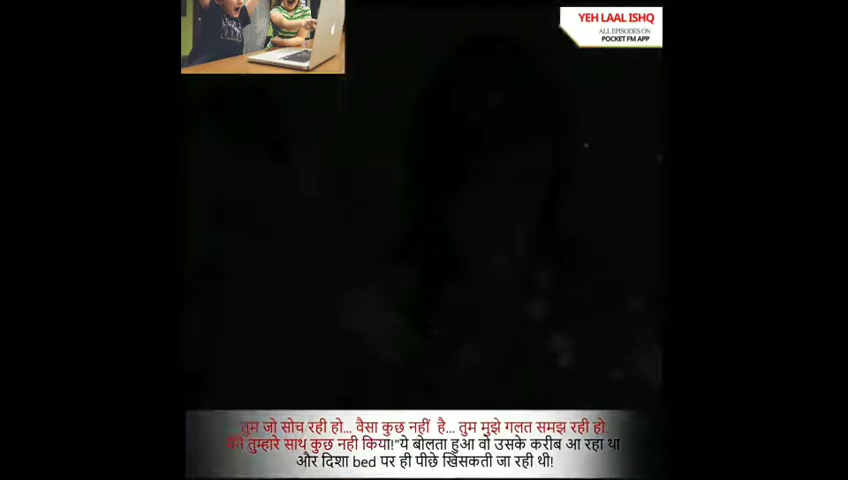 YEH LAAL ISHQ
ALL EPISODES ON
POCKET FM APP
तुम जो सोच रही हो... वैसा कुछ नहीं है... तुम मुझे गलत समझ रही हो.
मैंने तुम्हारे साथ कुछ नही किया!"ये बोलता हुआ वो उसके करीब आ रहा था
और दिशा bed पर ही पीछे खिसकती जा रही थी!